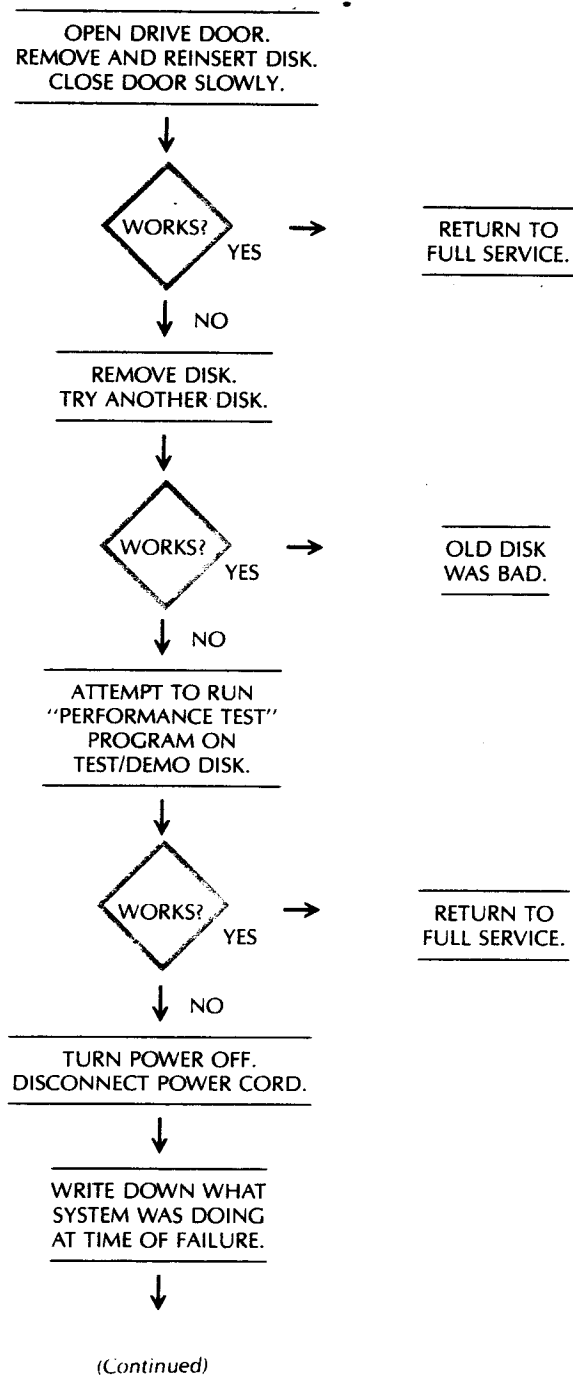 OPEN DRIVE DOOR.
REMOVE AND REINSERT DISK.
CLOSE DOOR SLOWLY.
WORKS?
YES
RETURN TO
FULL SERVICE.
NO
REMOVE DISK.
TRY ANOTHER DISK.
WORKS?
YES
OLD DISK
WAS BAD.
NO
ATTEMPT TO RUN
"PERFORMANCE TEST"
PROGRAM ON
TEST/DEMO DISK.
WORKS?
YES
RETURN TO
FULL SERVICE.
NO
TURN POWER OFF.
DISCONNECT POWER CORD.
WRITE DOWN WHAT
SYSTEM WAS DOING
AT TIME OF FAILURE.
(Continued)